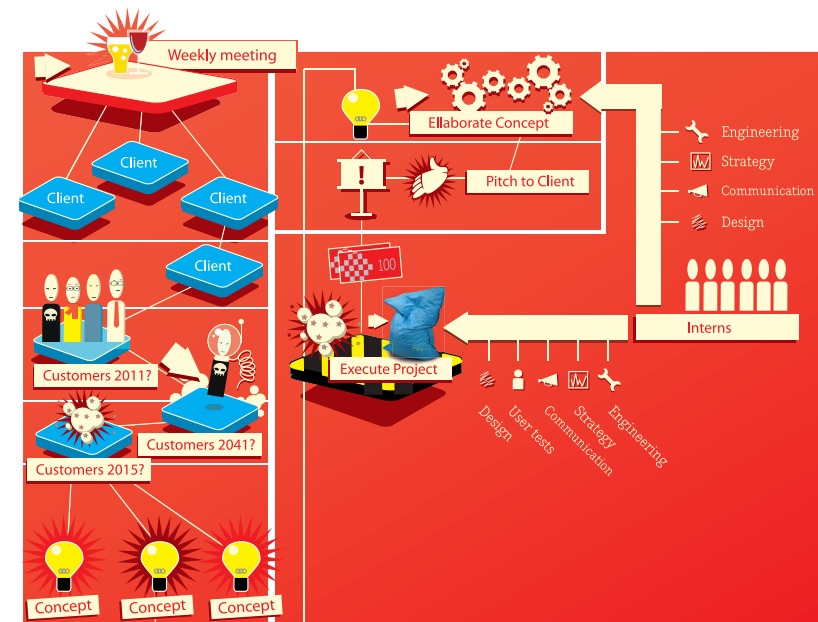 Weekly meeting
Client
Client
Client
Client
Customers 2011?
Customers 2041?
Customers 2015?
Concept
Concept
Concept
Ellaborate Concept
!
Pitch to Client
100
Execute Project
Engineering
Strategy
Communication
Design
Interns
Design
User tests
Communication
Strategy
Engineering